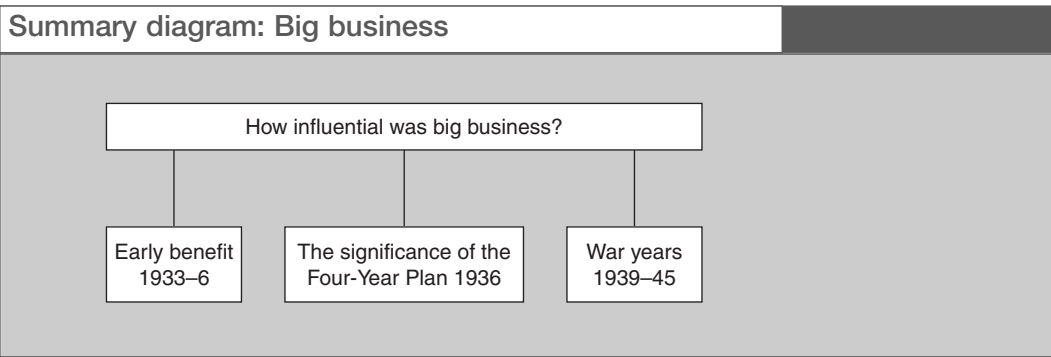 Summary diagram: Big business
How influential was big business?
Early benefit
1933–6
The significance of the
Four-Year Plan 1936
War years
1939–45